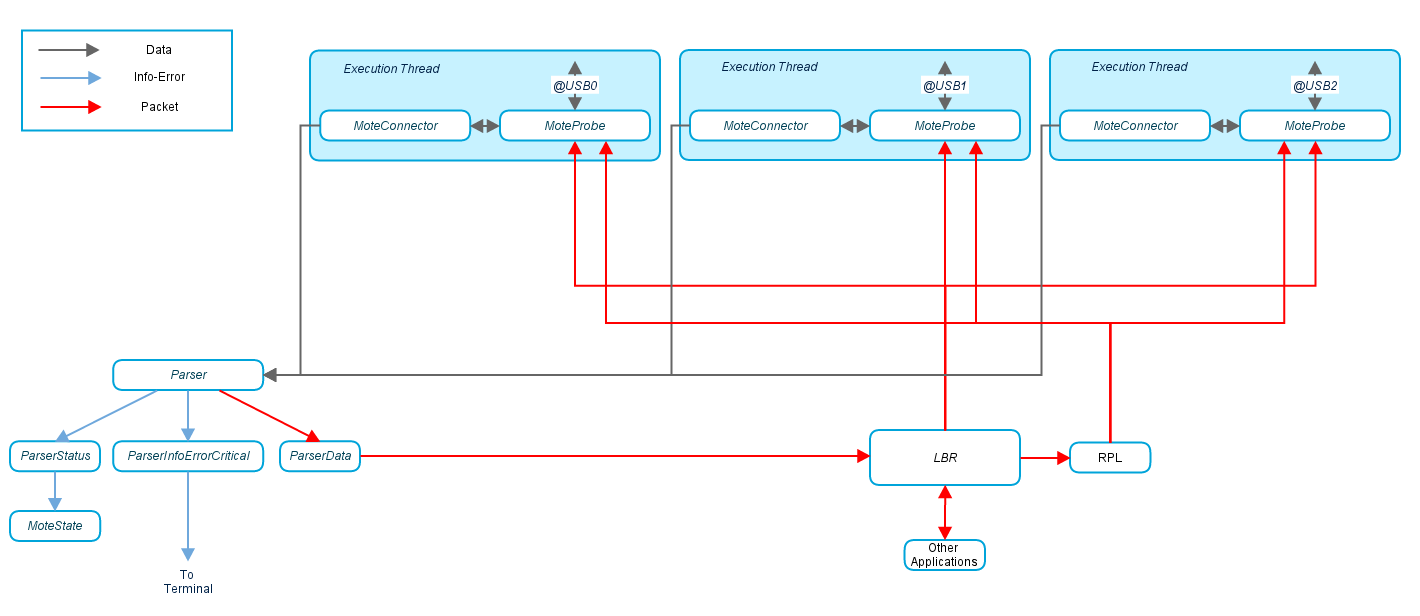 Data
Info-Error
Packet
Execution Thread
@USB0
MoteConnector
MoteProbe
Execution Thread
@USB1
MoteConnector
MoteProbe
Execution Thread
@USB2
MoteConnector
MoteProbe
Parser
ParserStatus
ParserInfoErrorCritical
ParserData
LBR
RPL
MoteState
Other
Applications
To
Terminal